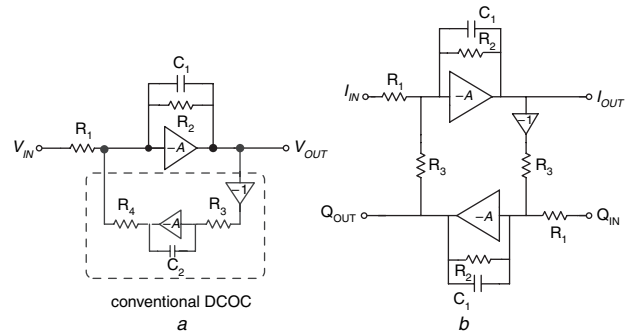 C1
R2
R1
VIN
–A
VOUT
–1
R4
R3
–A
C2
conventional DCOC
a
C1
R2
R1
IIN
–A
IOUT
–1
R3
R3
QOUT
–A
QIN
R1
R2
C1
b